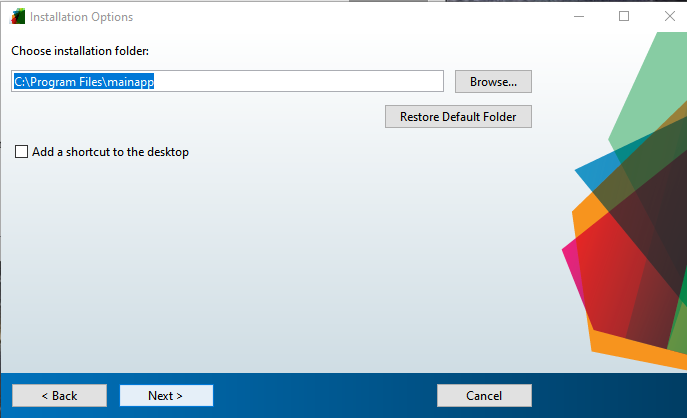 Installation Options
Choose installation folder:
C:\Program Files\mainapp
Browse...
Restore Default Folder
Add a shortcut to the desktop
< Back
Next >
Cancel